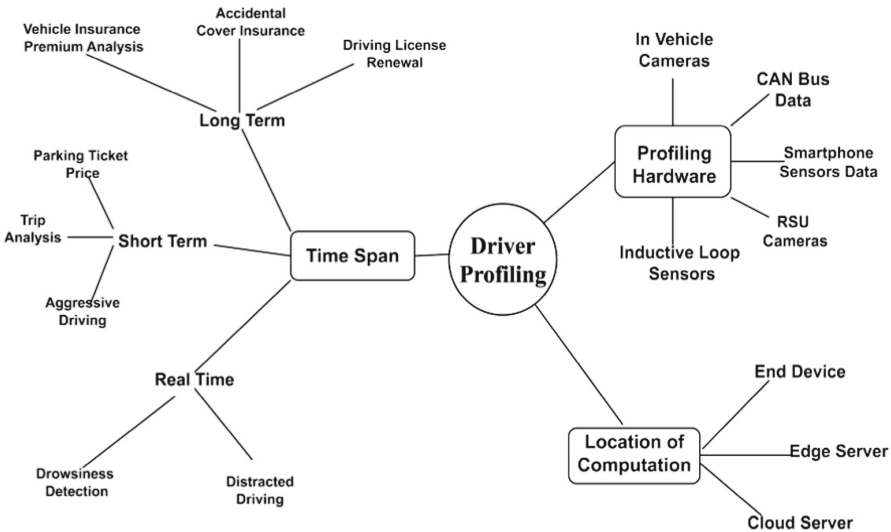 Vehicle Insurance
Premium Analysis
Accidental
Cover Insurance
Driving License
Renewal
Long Term
Parking Ticket
Price
Trip
Analysis
Short Term
Aggressive
Driving
Real Time
Drowsiness
Detection
Distracted
Driving
Time Span
Driver
Profiling
In Vehicle
Cameras
CAN Bus
Data
Profiling
Hardware
Smartphone
Sensors Data
RSU
Cameras
Inductive Loop
Sensors
Location of
Computation
End Device
Edge Server
Cloud Server